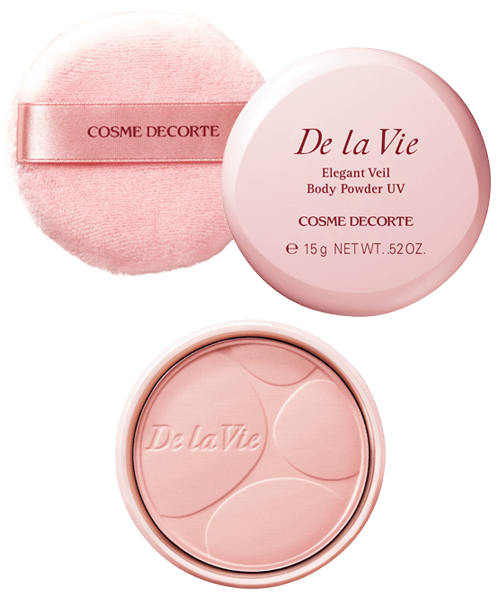 COSME DECORTE
De la Vie
Elegant Veil
Body Powder UV
COSME DECORTE
℮ 15g NET WT. .52 OZ.
De la Vie